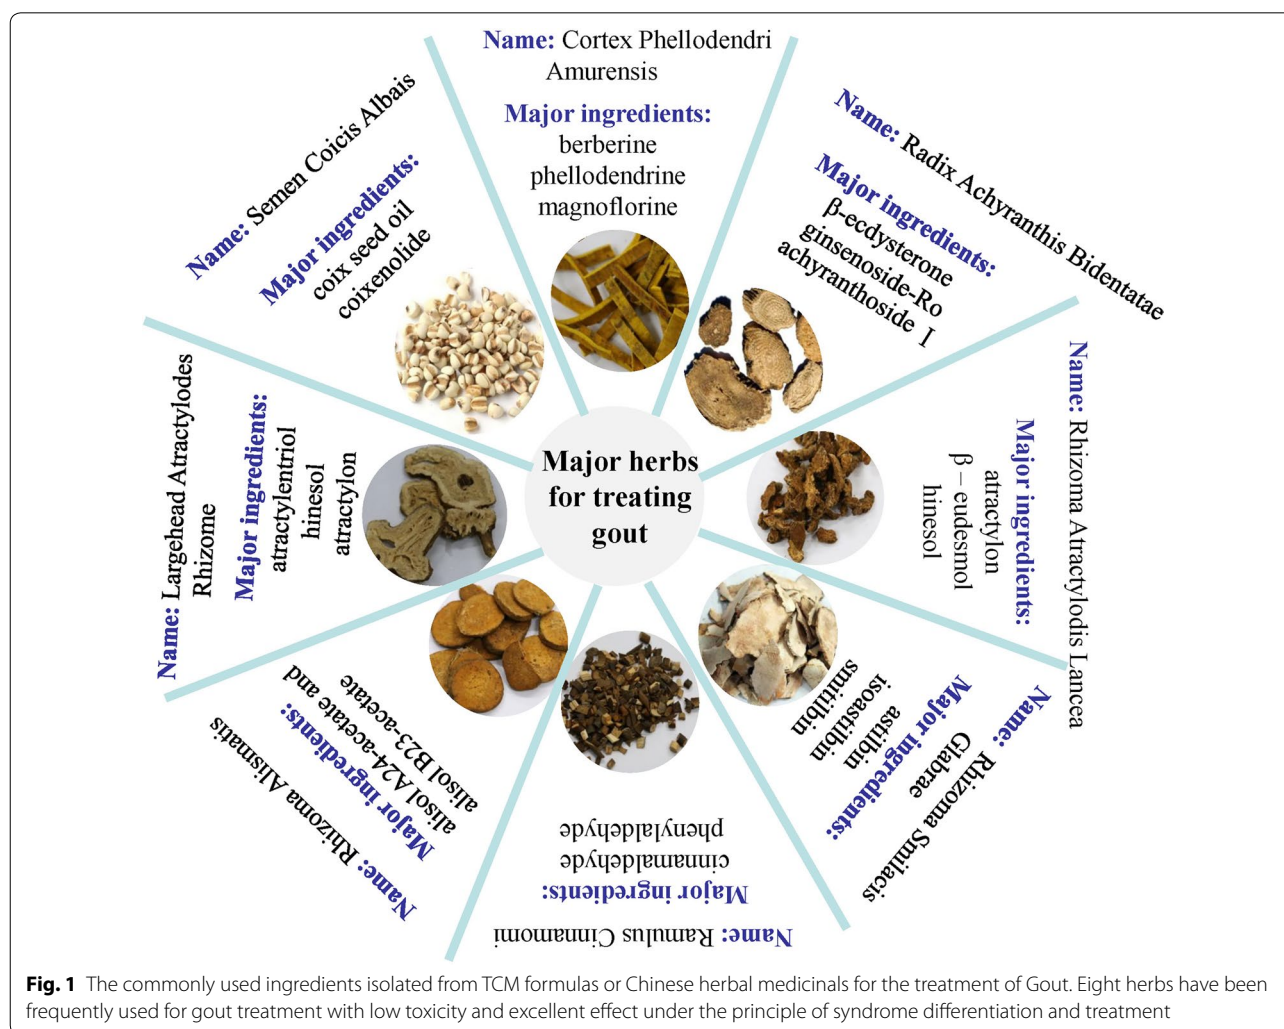 Name: Cortex Phellodendri
Amurensis
Major ingredients:
berberine
phellodendrine
magnoflorine
Name: Radix Achyranthis Bidentatae
Major ingredients:
β-ecdysterone
ginsenoside-Ro
achyranthoside I
Name: Rhizoma Atractylodis Lancea
Major ingredients:
atractylon
β – eudesmol
hinesol
Name: Rhizoma Smilacis
Glabrae
Major ingredients:
astilbin
isoastilbin
smitilbin
Name: Ramulus Cinnamomi
Major ingredients:
cinnamaldehyde
phenylaldehyde
Name: Rhizoma Alismatis
Major ingredients:
alisol A24-acetate and
alisol B23-acetate
Name: Largehead Atractylodes
Rhizome
Major ingredients:
atractylentriol
hinesol
atractylon
Name: Semen Coicis Albais
Major ingredients:
coix seed oil
coixenolide
Major herbs
for treating
gout
Fig. 1 The commonly used ingredients isolated from TCM formulas or Chinese herbal medicinals for the treatment of Gout. Eight herbs have been
frequently used for gout treatment with low toxicity and excellent effect under the principle of syndrome differentiation and treatment